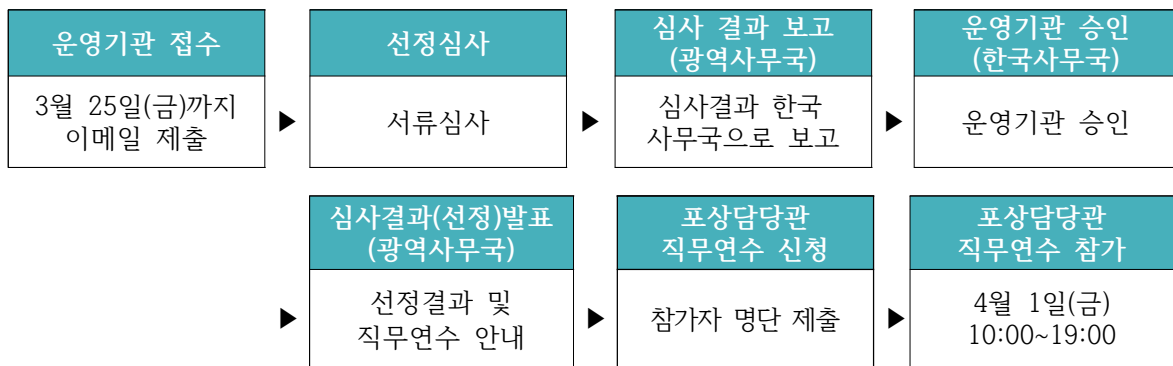 운영기관 접수
3월 25일(금)까지
이메일 제출
▶
선정심사
서류심사
▶
심사 결과 보고
(광역사무국)
심사결과 한국
사무국으로 보고
▶
운영기관 승인
(한국사무국)
운영기관 승인
▶
심사결과(선정)발표
(광역사무국)
선정결과 및
직무연수 안내
▶
포상담당관
직무연수 신청
참가자 명단 제출
▶
포상담당관
직무연수 참가
4월 1일(금)
10:00~19:00